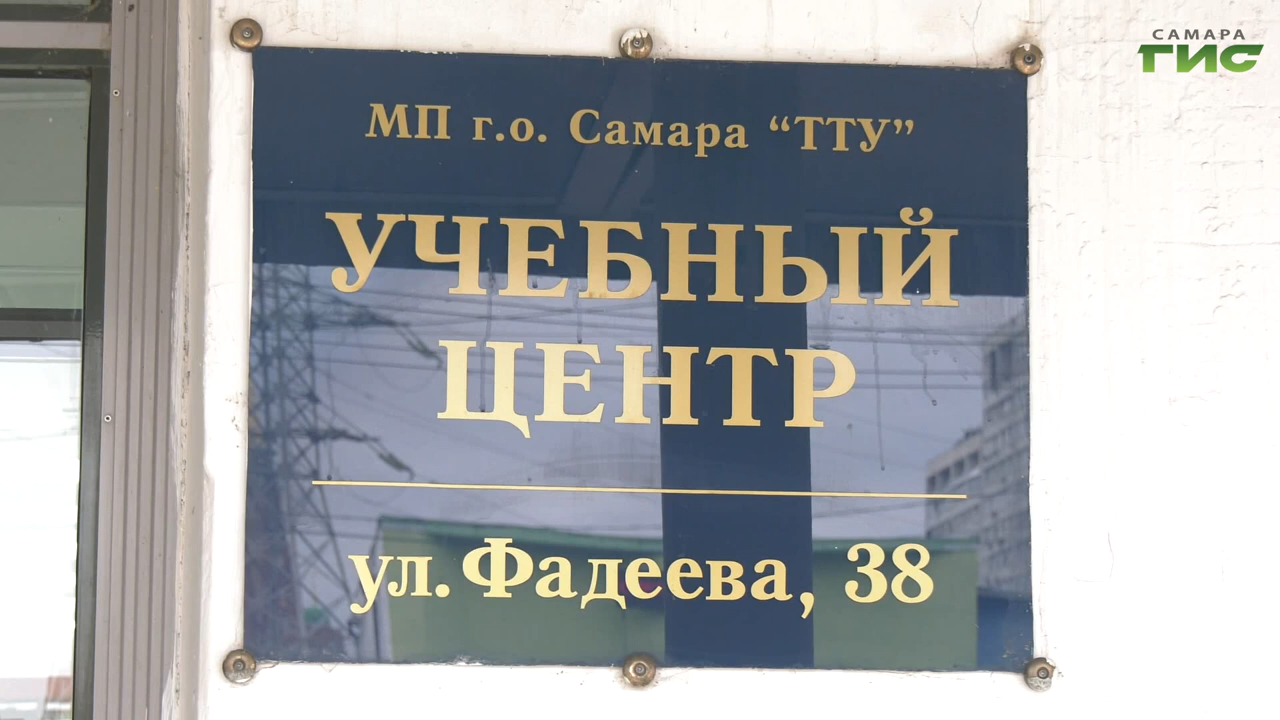 САМАРА
ГИС
МП г.о. Самара “ТТУ”
УЧЕБНЫЙ
ЦЕНТР
ул. Фадеева, 38